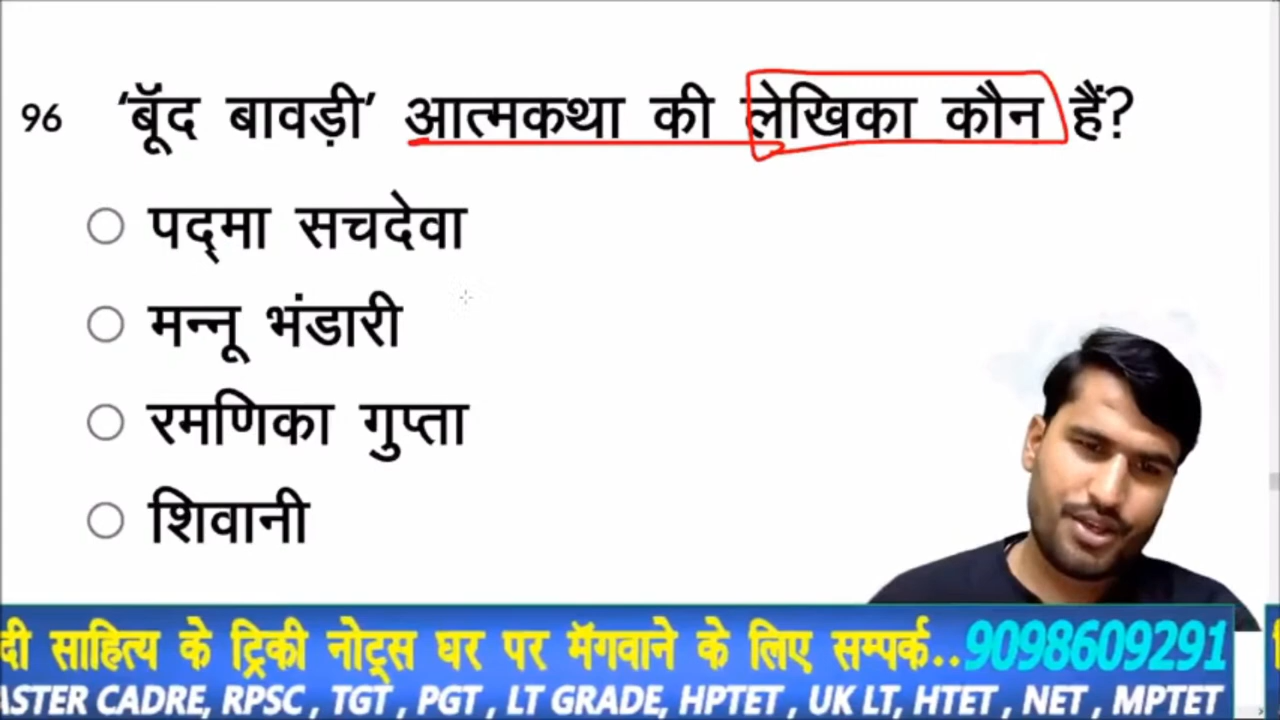 96 ‘बूँद बावड़ी’ आत्मकथा की लेखिका कौन हैं?
पद्‌मा सचदेवा
मन्नू भंडारी
रमणिका गुप्ता
शिवानी
दी साहित्य के ट्रिकी नोट्स घर पर मॅगवाने के लिए सम्पर्क..9098609291
ASTER CADRE, RPSC , TGT , PGT , LT GRADE, HPTET , UK LT, HTET , NET , MPTET